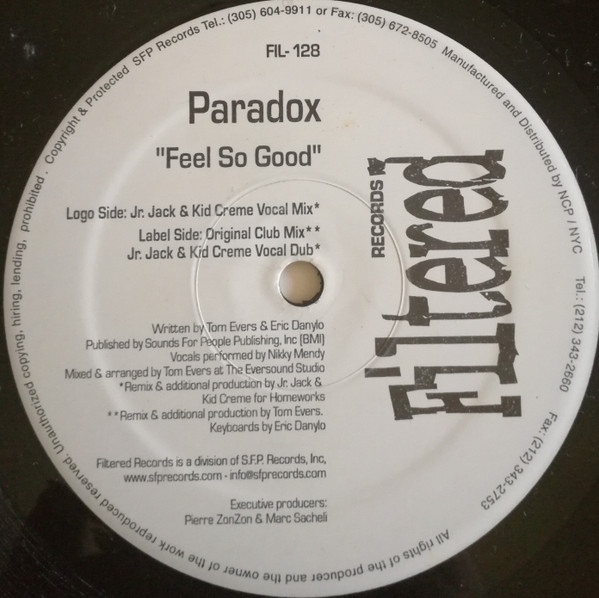 FIL- 128
Paradox
"Feel So Good"
Logo Side: Jr. Jack & Kid Creme Vocal Mix*
Label Side: Original Club Mix**
Jr. Jack & Kid Creme Vocal Dub*
Written by Tom Evers & Eric Danylo
Published by Sounds For People Publishing, Inc (BMI)
Vocals performed by Nikky Mendy
Mixed & arranged by Tom Evers at The Eversound Studio
*Remix & additional production by Jr. Jack &
Kid Creme for Homeworks
**Remix & additional production by Tom Evers.
Keyboards by Eric Danylo
Filtered Records is a division of S.F.P. Records, Inc,
www.sfprecords.com - info@sfprecords.com
Executive producers:
Pierre ZonZon & Marc Sacheli
Filtered
RECORDS
All rights of the producer and the owner of the work reproduced reserved. Unauthorized copying, hiring, lending, prohibited . Copyright & Protected SFP Records Tel.: (305) 604-9911 or Fax: (305) 672-8505 Manufactured and Distributed by NCP / NYC Tel.: (212) 343-2660 Fax: (212) 343-2753